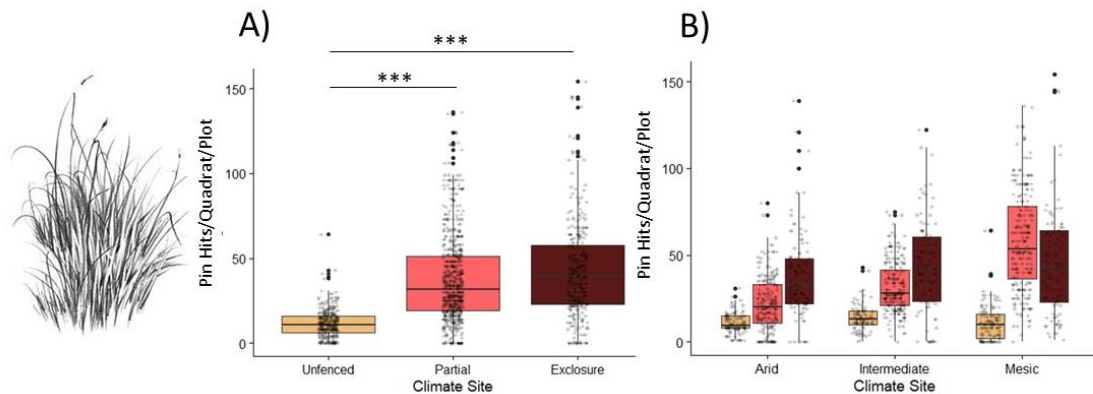 A)
B)
***
***
Pin Hits/Quadrat/Plot
150
100
50
0
Unfenced Partial Exclosure
Climate Site
Pin Hits/Quadrat/Plot
150
100
50
0
Arid Intermediate Mesic
Climate Site